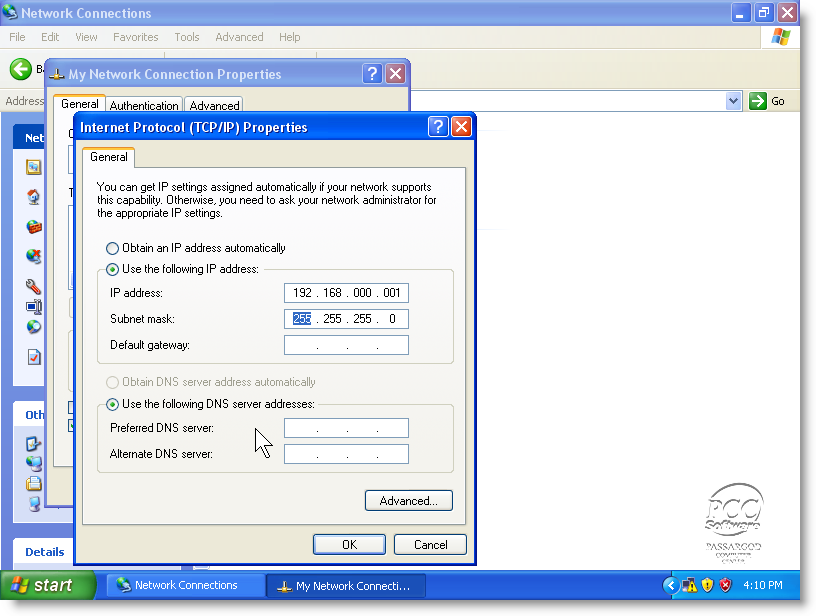 Network Connections
File Edit View Favorites Tools Advanced Help
My Network Connection Properties
Address
Go
General Authentication Advanced
Internet Protocol (TCP/IP) Properties
General
You can get IP settings assigned automatically if your network supports
this capability. Otherwise, you need to ask your network administrator for
the appropriate IP settings.
Obtain an IP address automatically
Use the following IP address:
IP address: 192 . 168 . 000 . 001
Subnet mask: 255 . 255 . 255 . 0
Default gateway: . . .
Obtain DNS server address automatically
Use the following DNS server addresses:
Preferred DNS server: . . .
Alternate DNS server: . . .
Advanced...
OK Cancel
Net
Oth
Details
PCC
Software
PASSARGOD
COMPUTER
CENTER
start Network Connections My Network Connecti... 4:10 PM